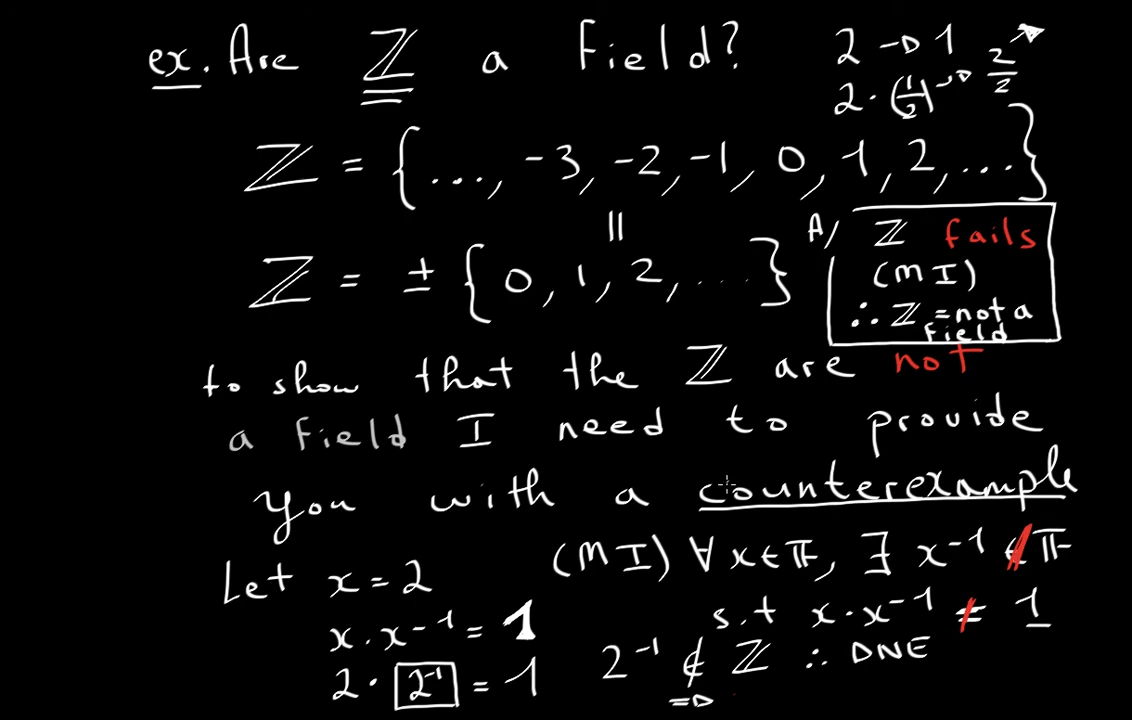 ex. Are ℤ a Field?
2 → 1
2 · (1/2) → 2/2
ℤ = {..., -3, -2, -1, 0, 1, 2, ...}
=
ℤ = ± {0, 1, 2, ...}
A/ ℤ fails
(MI)
∴ ℤ = not a
Field
to show that the ℤ are not
a field I need to provide
you with a counterexample
(MI) ∀x∈𝔽, ∃ x⁻¹ ∉ 𝔽
s.t x·x⁻¹ ≠ 1
Let x = 2
x·x⁻¹ = 1
2 · 2⁻¹ = 1
2⁻¹ ∉ ℤ ∴ DNE
⇒